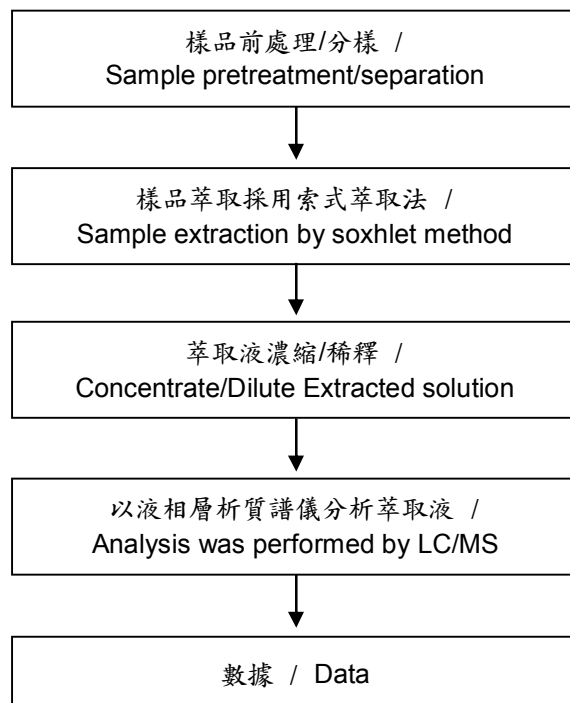 樣品前處理/分樣 /
Sample pretreatment/separation
樣品萃取採用索式萃取法 /
Sample extraction by soxhlet method
萃取液濃縮/稀釋 /
Concentrate/Dilute Extracted solution
以液相層析質譜儀分析萃取液 /
Analysis was performed by LC/MS
數據 / Data